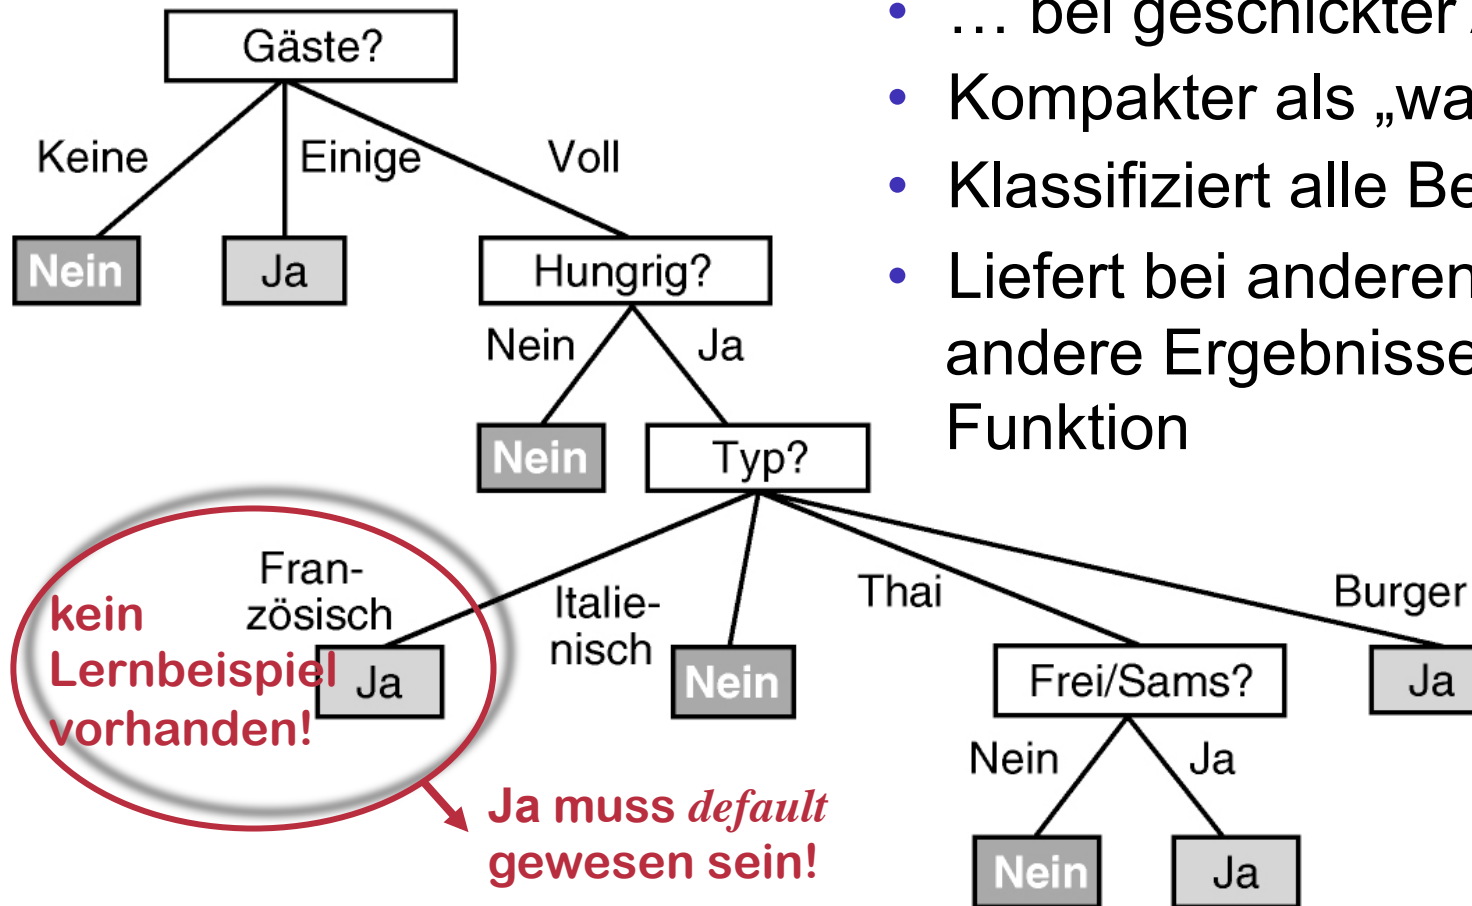 Gäste?
Keine
Einige
Voll
Nein
Ja
Hungrig?
Nein
Ja
Nein
Typ?
Fran-
zösisch
Italie-
nisch
Thai
Burger
Ja
Nein
Frei/Sams?
Ja
Nein
Ja
Nein
Ja
kein
Lernbeispiel
vorhanden!
Ja muss default
gewesen sein!
• … bei geschickter
• Kompakter als „
• Klassifiziert alle
• Liefert bei anderen
andere Ergebnisse
Funktion